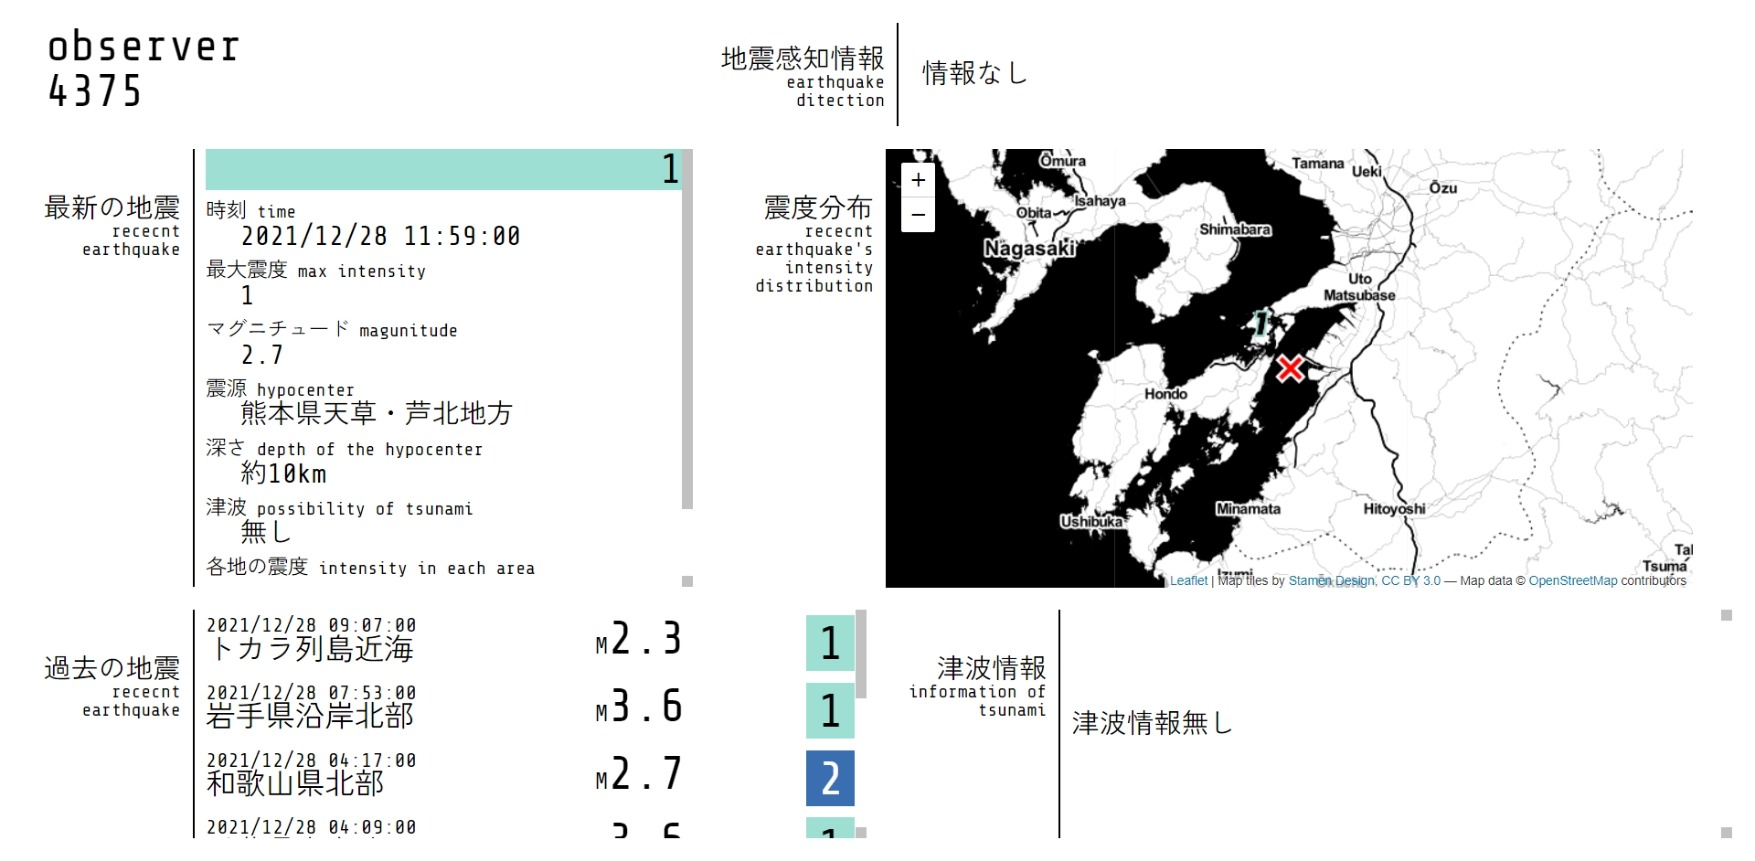 observer
4375
地震感知情報
earthquake
ditection
情報なし
最新の地震
rececnt
earthquake
1
時刻 time
2021/12/28 11:59:00
最大震度 max intensity
1
マグニチュード magunitude
2.7
震源 hypocenter
熊本県天草・芦北地方
深さ depth of the hypocenter
約10km
津波 possibility of tsunami
無し
各地の震度 intensity in each area
震度分布
rececnt
earthquake's
intensity
distribution
+
−
Ōmura
Tamana
Ueki
Ōzu
Obita
Isahaya
Shimabara
Nagasaki
Uto
Matsubase
1
Hondo
Ushibuka
Minamata
Hitoyoshi
Izumi
Tsuma
Leaflet | Map tiles by Stamen Design, CC BY 3.0 — Map data © OpenStreetMap contributors
過去の地震
rececnt
earthquake
2021/12/28 09:07:00
トカラ列島近海
M2.3
1
2021/12/28 07:53:00
岩手県沿岸北部
M3.6
1
2021/12/28 04:17:00
和歌山県北部
M2.7
2
2021/12/28 04:09:00
1
津波情報
information of
tsunami
津波情報無し